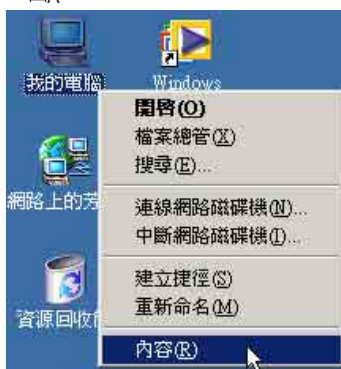 我的電腦
Windows
開啓(O)
檔案總管(X)
搜尋(E)...
網路上的芳
連線網路磁碟機(N)...
中斷網路磁碟機(I)...
建立捷徑(S)
資源回收
重新命名(M)
內容(R)